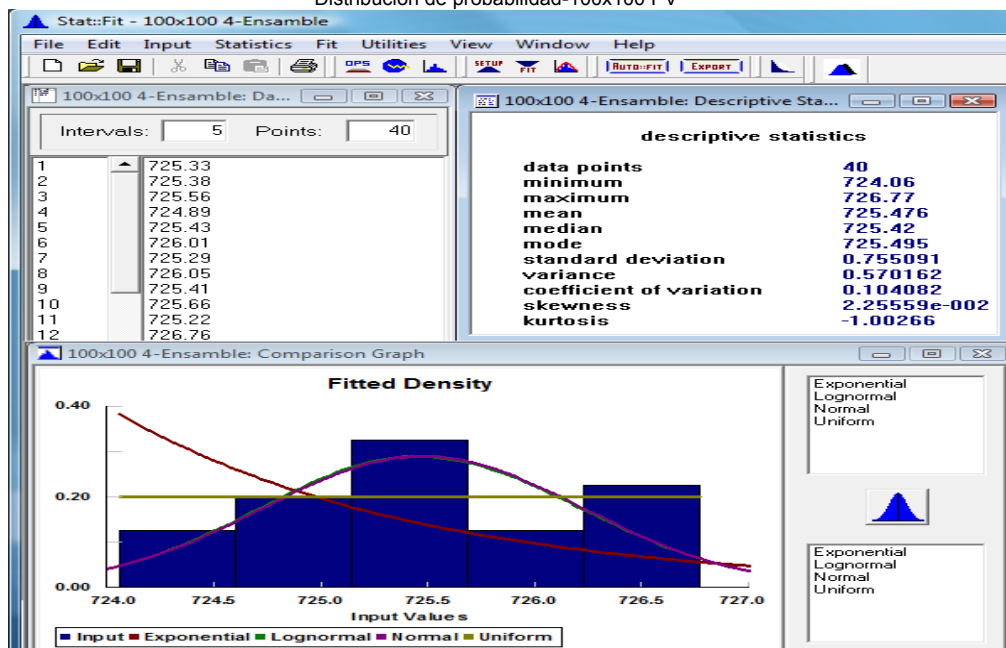 Distribución de probabilidad-100x100 PV
Stat::Fit - 100x100 4-Ensamble
File Edit Input Statistics Fit Utilities View Window Help
OPS SETUP FIT AUTO::FIT EXPORT
100x100 4-Ensamble: Da...
Intervals: 5 Points: 40
1 725.33
2 725.38
3 725.56
4 724.89
5 725.43
6 726.01
7 725.29
8 726.05
9 725.41
10 725.66
11 725.22
12 726.76
100x100 4-Ensamble: Descriptive Sta...
descriptive statistics
data points 40
minimum 724.06
maximum 726.77
mean 725.476
median 725.42
mode 725.495
standard deviation 0.755091
variance 0.570162
coefficient of variation 0.104082
skewness 2.25559e-002
kurtosis -1.00266
100x100 4-Ensamble: Comparison Graph
Fitted Density
0.40
0.20
0.00
724.0 724.5 725.0 725.5 726.0 726.5 727.0
Input Values
Input Exponential Lognormal Normal Uniform
Exponential
Lognormal
Normal
Uniform
Exponential
Lognormal
Normal
Uniform